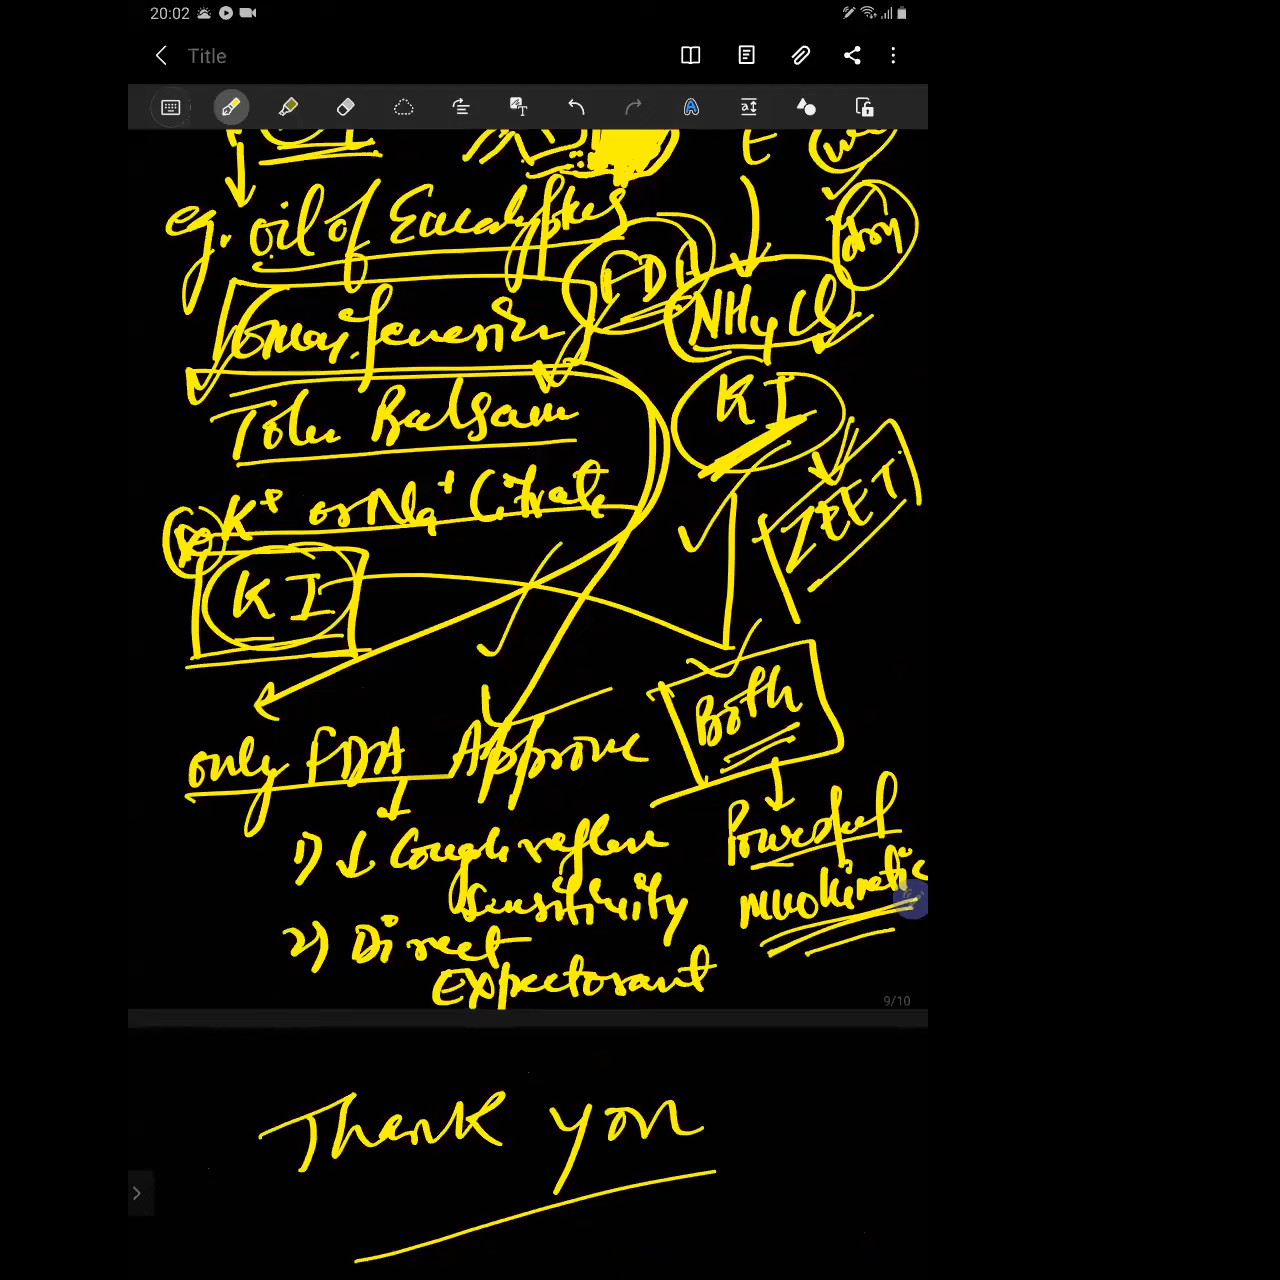 20:02
Title
eg. oil of Eucalyptus
dry
FDA
NH4Cl
Guaifenesin
KI
Tolu Balsam
ZEET
K+ or Na+ Citrate
KI
Both
only FDA Approve
1) ↓ Cough reflex
sensitivity
Powerful
mucokinetic
2) Direct
Expectorant
9/10
Thank you